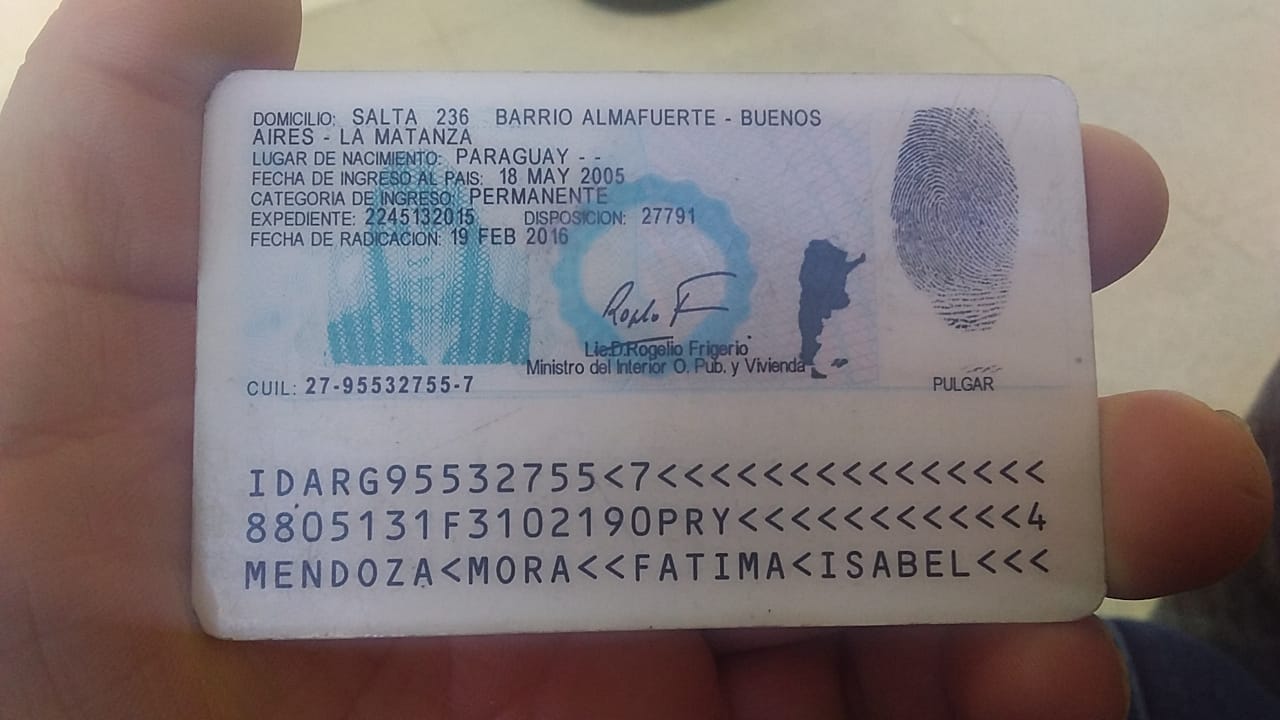 DOMICILIO: SALTA 236 BARRIO ALMAFUERTE - BUENOS
AIRES - LA MATANZA
LUGAR DE NACIMIENTO: PARAGUAY - -
FECHA DE INGRESO AL PAIS: 18 MAY 2005
CATEGORIA DE INGRESO: PERMANENTE
EXPEDIENTE: 2245132015 DISPOSICION: 27791
FECHA DE RADICACION: 19 FEB 2016
Lic.D.Rogelio Frigerio
Ministro del Interior O. Pub. y Vivienda
CUIL: 27-95532755-7
PULGAR
IDARG95532755<7<<<<<<<<<<<<<<<
8805131F3102190PRY<<<<<<<<<<<4
MENDOZA<MORA<<FATIMA<ISABEL<<<